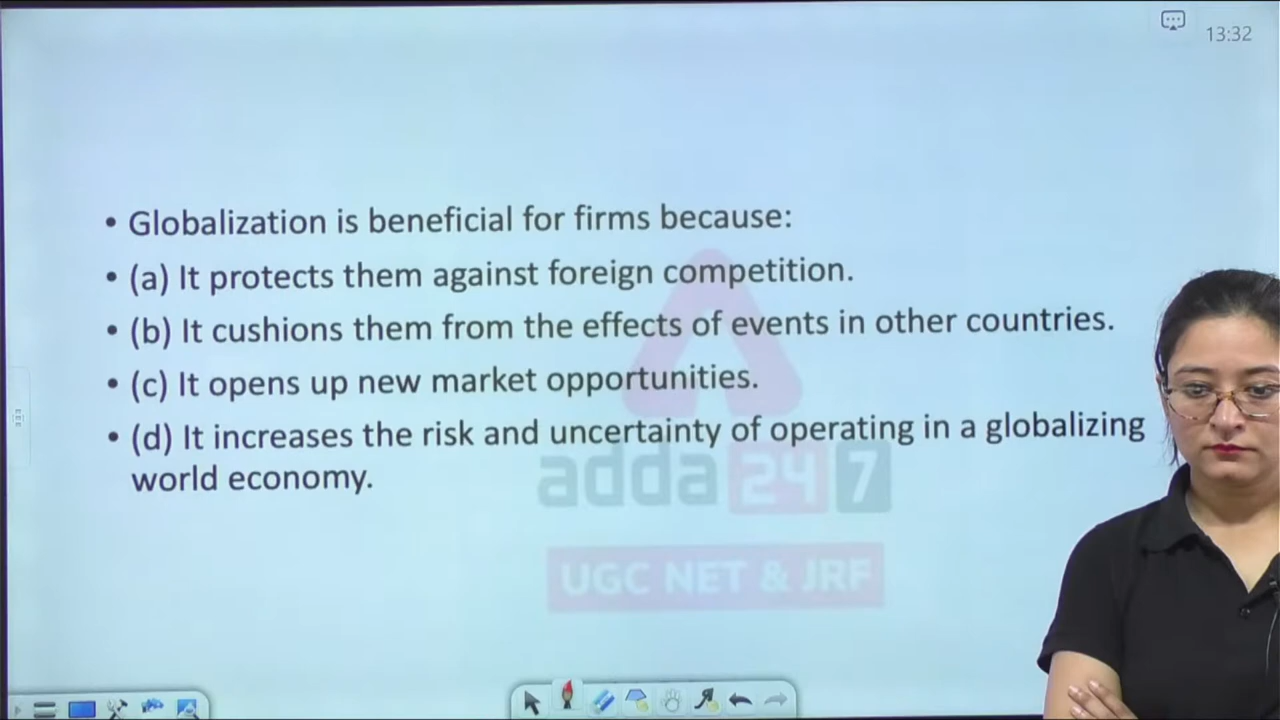 13:32
• Globalization is beneficial for firms because:
• (a) It protects them against foreign competition.
• (b) It cushions them from the effects of events in other countries.
• (c) It opens up new market opportunities.
• (d) It increases the risk and uncertainty of operating in a globalizing
world economy.
adda 24 7
UGC NET & JRF